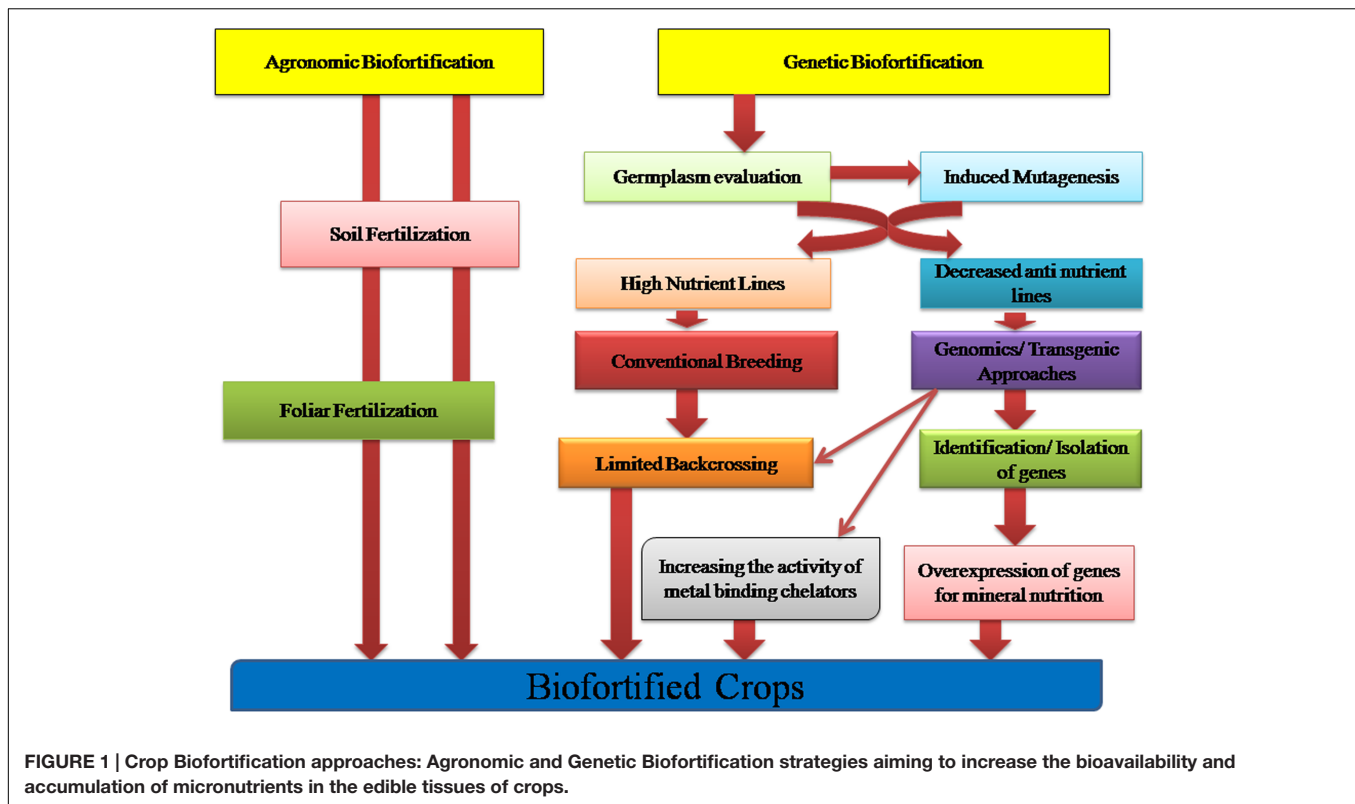 Agronomic Biofortification
Genetic Biofortification
Germplasm evaluation
Induced Mutagenesis
Soil Fertilization
High Nutrient Lines
Decreased anti nutrient
lines
Conventional Breeding
Genomics/ Transgenic
Approaches
Foliar Fertilization
Limited Backcrossing
Identification/ Isolation
of genes
Increasing the activity of
metal binding chelators
Overexpression of genes
for mineral nutrition
Biofortified Crops
FIGURE 1 | Crop Biofortification approaches: Agronomic and Genetic Biofortification strategies aiming to increase the bioavailability and
accumulation of micronutrients in the edible tissues of crops.